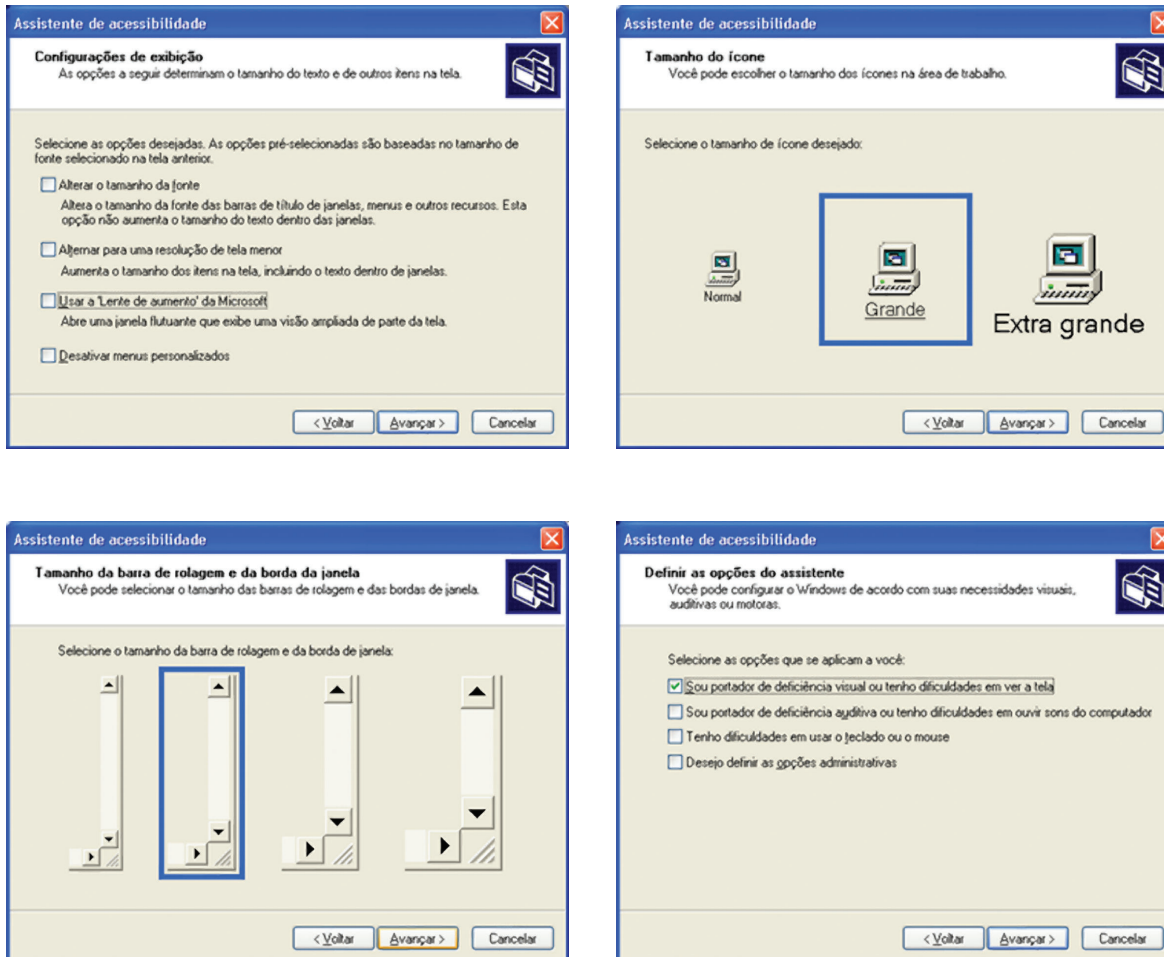 Assistente de acessibilidade
Configurações de exibição
As opções a seguir determinam o tamanho do texto e de outros itens na tela.
Selecione as opções desejadas. As opções pré-selecionadas são baseadas no tamanho de
fonte selecionado na tela anterior.
Alterar o tamanho da fonte
Altera o tamanho da fonte das barras de título de janelas, menus e outros recursos. Esta
opção não aumenta o tamanho do texto dentro das janelas.
Alternar para uma resolução de tela menor
Aumenta o tamanho dos itens na tela, incluindo o texto dentro de janelas.
Usar a 'Lente de aumento' da Microsoft
Abre uma janela flutuante que exibe uma visão ampliada de parte da tela.
Desativar menus personalizados
< Voltar
Avançar >
Cancelar
Assistente de acessibilidade
Tamanho do ícone
Você pode escolher o tamanho dos ícones na área de trabalho.
Selecione o tamanho de ícone desejado:
Normal
Grande
Extra grande
< Voltar
Avançar >
Cancelar
Assistente de acessibilidade
Tamanho da barra de rolagem e da borda da janela
Você pode selecionar o tamanho das barras de rolagem e das bordas de janela.
Selecione o tamanho da barra de rolagem e da borda de janela:
< Voltar
Avançar >
Cancelar
Assistente de acessibilidade
Definir as opções do assistente
Você pode configurar o Windows de acordo com suas necessidades visuais,
auditivas ou motoras.
Selecione as opções que se aplicam a você:
Sou portador de deficiência visual ou tenho dificuldades em ver a tela
Sou portador de deficiência auditiva ou tenho dificuldades em ouvir sons do computador
Tenho dificuldades em usar o teclado ou o mouse
Desejo definir as opções administrativas
< Voltar
Avançar >
Cancelar